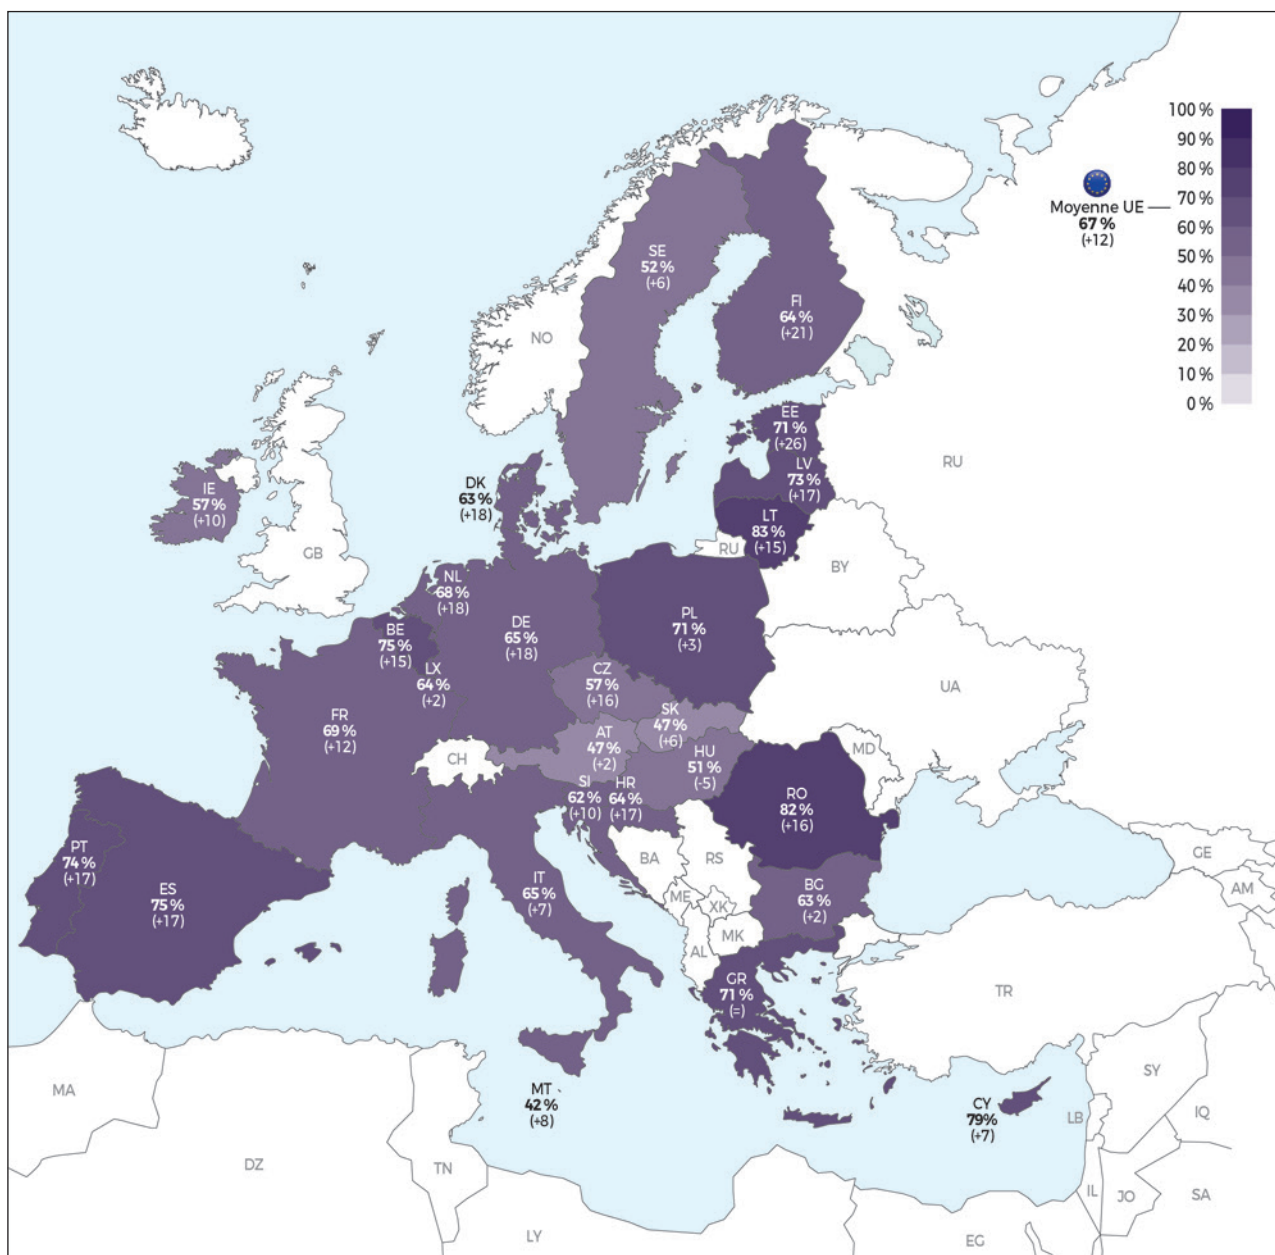 100 %
90 %
80 %
70 %
60 %
50 %
40 %
30 %
20 %
10 %
0 %
Moyenne UE
67 %
(+12)
SE
52 %
(+6)
FI
64 %
(+21)
NO
EE
71 %
(+26)
LV
73 %
(+17)
LT
83 %
(+15)
RU
RU
BY
DK
63 %
(+18)
IE
57 %
(+10)
GB
NL
68 %
(+18)
BE
75 %
(+15)
LX
64 %
(+2)
DE
65 %
(+18)
PL
71 %
(+3)
CZ
57 %
(+16)
SK
47 %
(+6)
AT
47 %
(+2)
HU
51 %
(-5)
UA
MD
FR
69 %
(+12)
CH
SI
62 %
(+10)
HR
64 %
(+17)
RO
82 %
(+16)
PT
74 %
(+17)
ES
75 %
(+17)
IT
65 %
(+7)
BA
RS
ME
XK
MK
AL
BG
63 %
(+2)
GR
71 %
(=)
GE
AM
TR
MT
42 %
(+8)
CY
79%
(+7)
SY
LB
IQ
IL
JO
SA
MA
DZ
TN
LY
EG